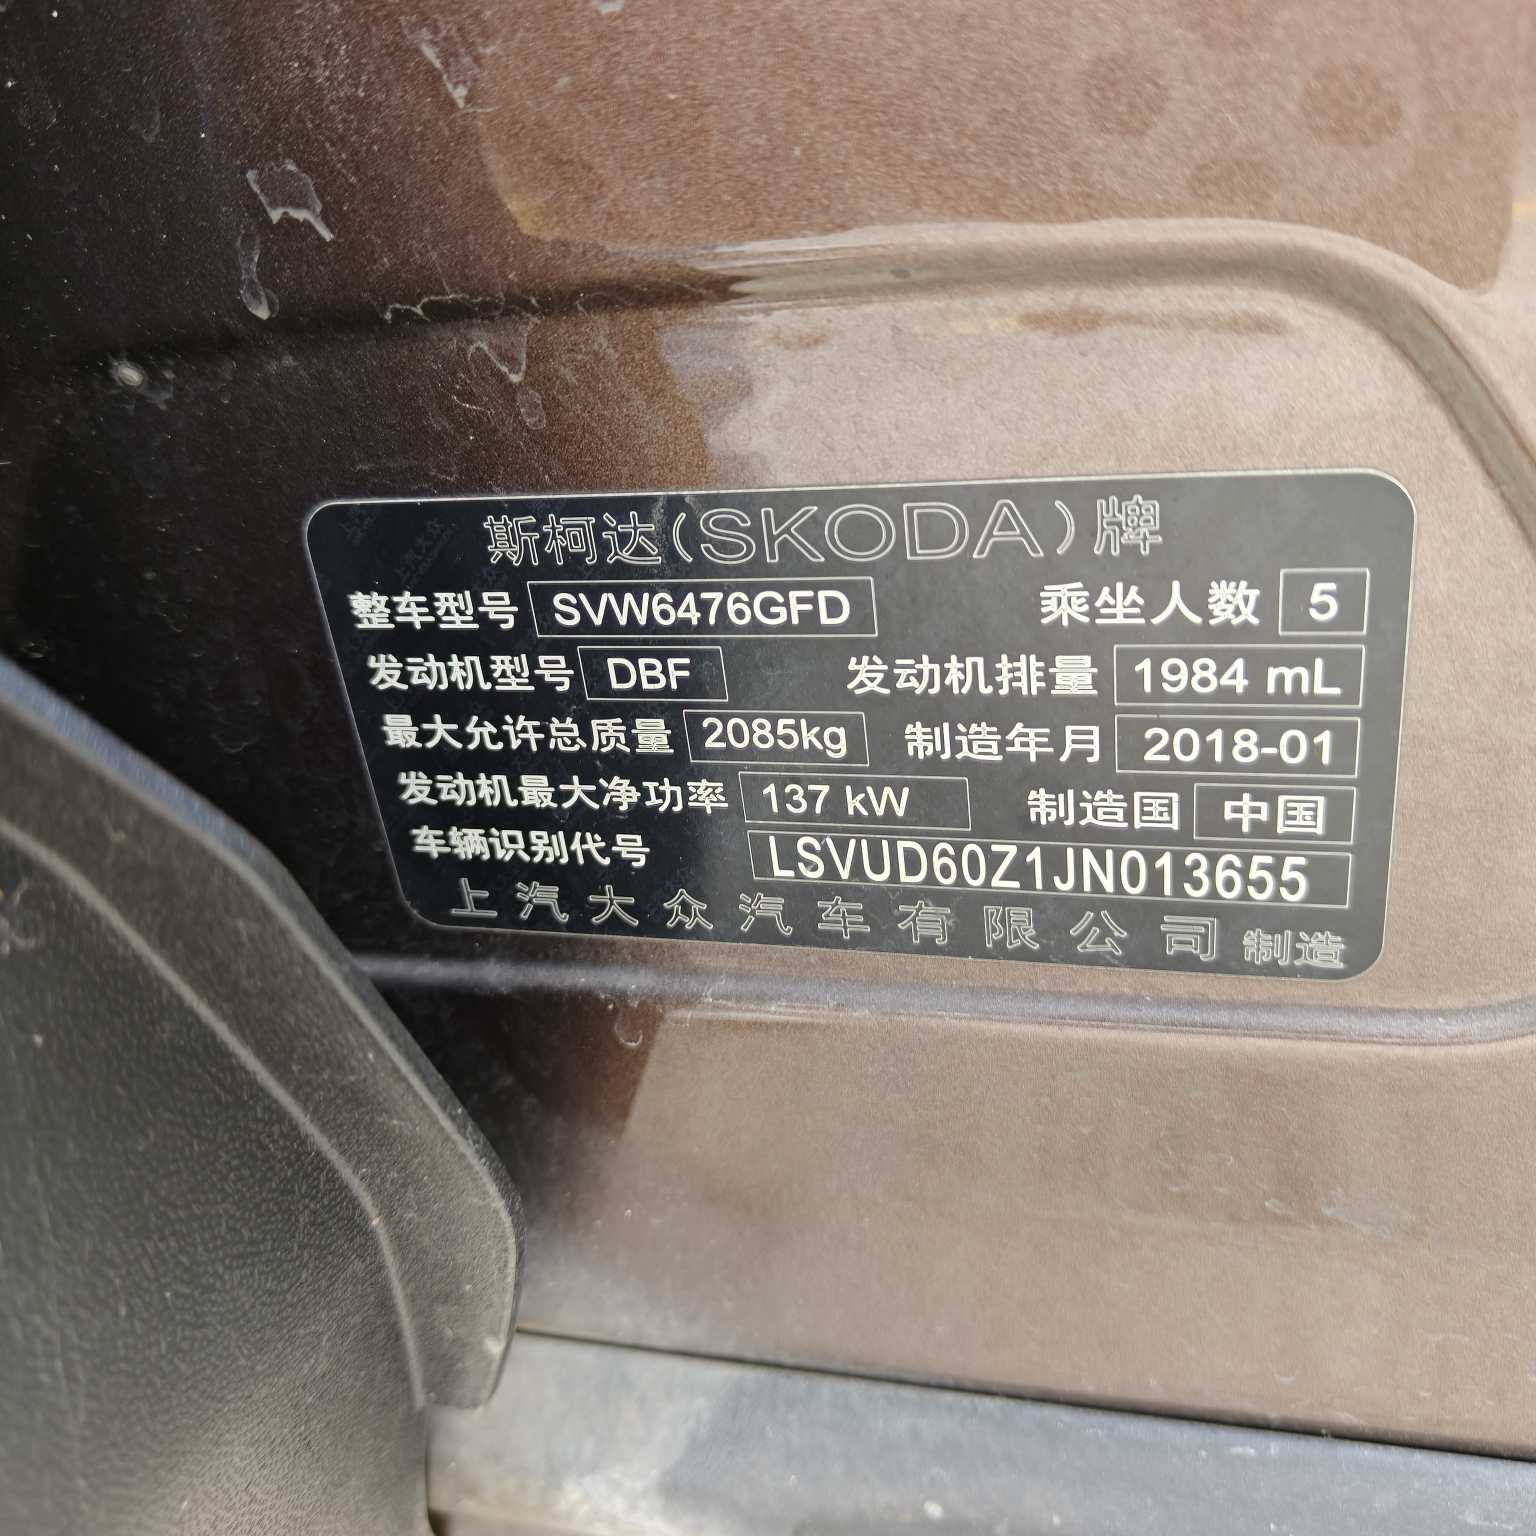 斯柯达(SKODA)牌
整车型号 SVW6476GFD 乘坐人数 5
发动机型号 DBF 发动机排量 1984 mL
最大允许总质量 2085kg 制造年月 2018-01
发动机最大净功率 137 kW 制造国 中国
车辆识别代号 LSVUD60Z1JN013655
上汽大众汽车有限公司 制造